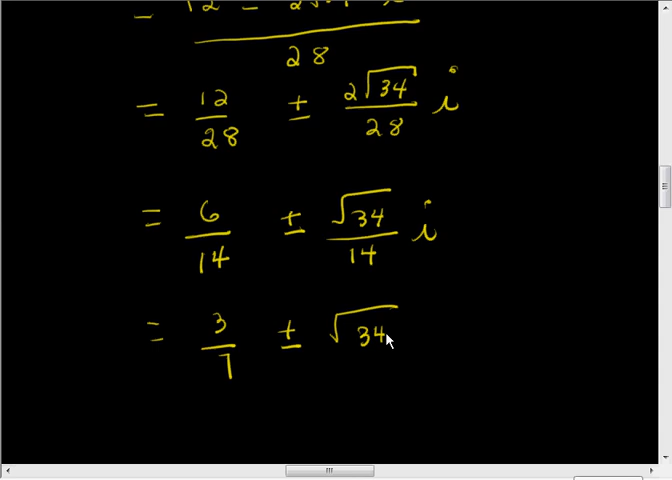 28
= 12/28 ± 2√34/28 i
= 6/14 ± √34/14 i
= 3/7 ± √34